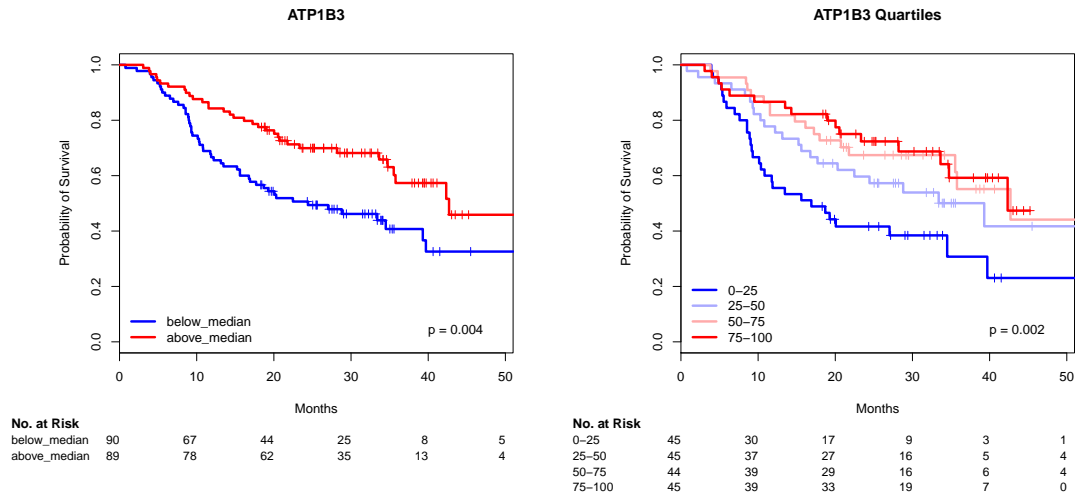 ATP1B3
Probability of Survival
1.0
0.8
0.6
0.4
0.2
0.0
below_median
above_median
p = 0.004
0 10 20 30 40 50
Months
No. at Risk
below_median 90 67 44 25 8 5
above_median 89 78 62 35 13 4
ATP1B3 Quartiles
Probability of Survival
1.0
0.8
0.6
0.4
0.2
0.0
0−25
25−50
50−75
75−100
p = 0.002
0 10 20 30 40 50
Months
No. at Risk
0−25 45 30 17 9 3 1
25−50 45 37 27 16 5 4
50−75 44 39 29 16 6 4
75−100 45 39 33 19 7 0